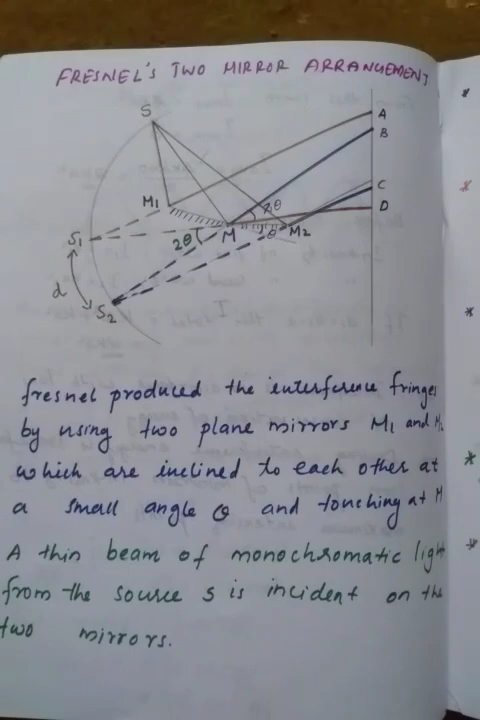 FRESNEL'S TWO MIRROR ARRANGEMENT
S
A
B
M1
2θ
C
D
S1
2θ
M
θ
M2
d
S2
fresnel produced the interference fringes
by using two plane mirrors M1 and
which are inclined to each other at
a small angle θ and touching at M
A thin beam of monochromatic light
from the source s is incident on the
two mirrors.